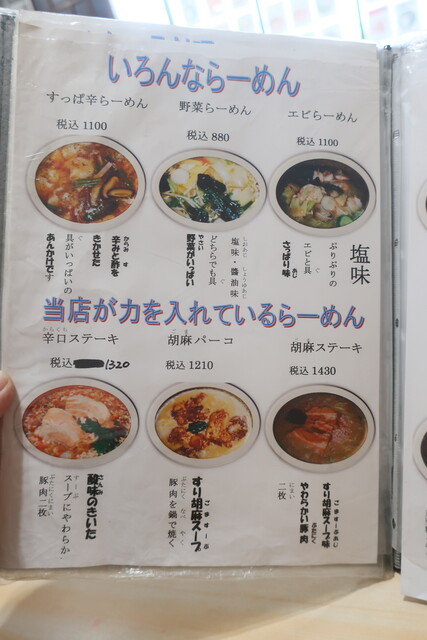 いろんならーめん
すっぱ辛らーめん
税込 1100
野菜らーめん
税込 880
エビらーめん
税込 1100
辛みと酢を
きかせた
具がいっぱいの
あんかけです
塩味・醤油味
どちらでも具
野菜がいっぱい
塩味
ぷりぷりの
エビと具
さっぱり味
当店が力を入れているらーめん
辛口ステーキ
税込 1320
胡麻パーコ
税込 1210
胡麻ステーキ
税込 1430
酸味のきいた
スープにやわらか
豚肉二枚
すり胡麻スープ
豚肉を鍋で焼く
すり胡麻スープ味
やわらかい豚肉
二枚